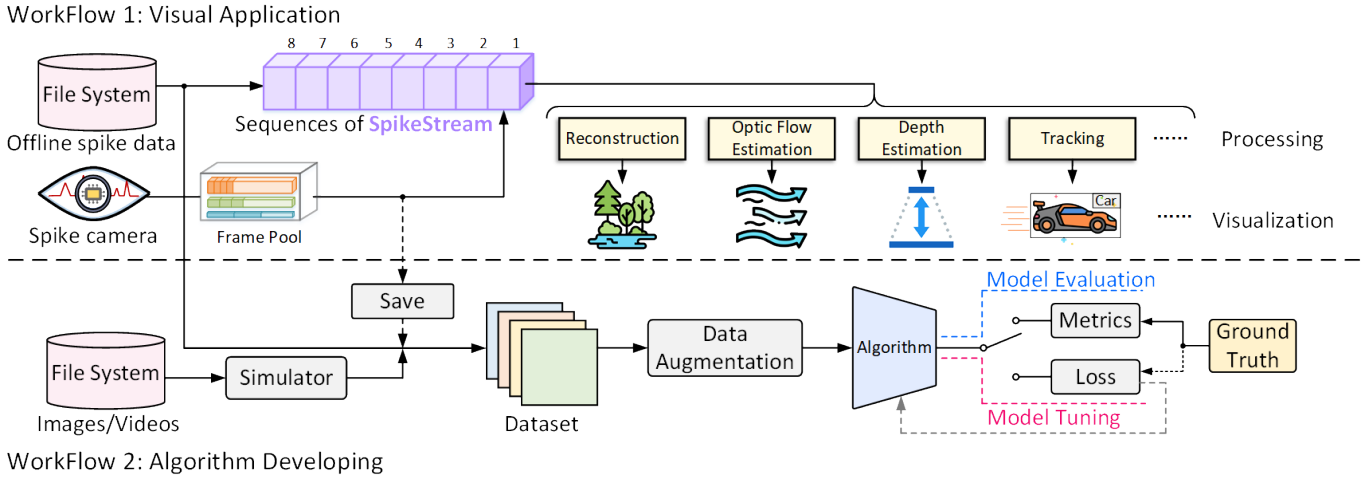 WorkFlow 1: Visual Application
8 7 6 5 4 3 2 1
File System
Offline spike data
Sequences of SpikeStream
Reconstruction
Optic Flow
Estimation
Depth
Estimation
Tracking
...... Processing
Spike camera
Frame Pool
Car
...... Visualization
Save
Model Evaluation
File System
Images/Videos
Simulator
Dataset
Data
Augmentation
Algorithm
Metrics
Loss
Ground
Truth
Model Tuning
WorkFlow 2: Algorithm Developing